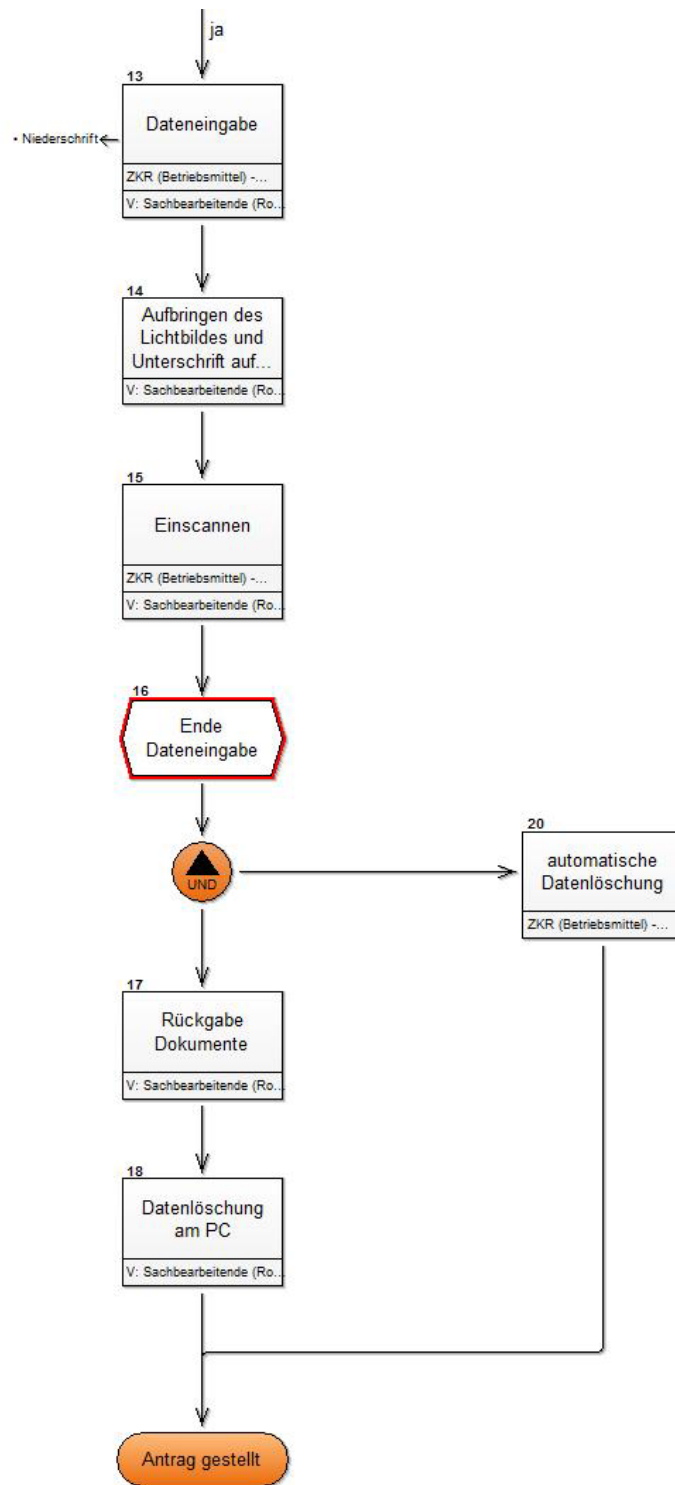 ja
13
Dateneingabe
• Niederschrift
ZKR (Betriebsmittel) -...
V: Sachbearbeitende (Ro...
14
Aufbringen des
Lichtbildes und
Unterschrift auf...
V: Sachbearbeitende (Ro...
15
Einscannen
ZKR (Betriebsmittel) -...
V: Sachbearbeitende (Ro...
16
Ende
Dateneingabe
UND
20
automatische
Datenlöschung
ZKR (Betriebsmittel) -...
17
Rückgabe
Dokumente
V: Sachbearbeitende (Ro...
18
Datenlöschung
am PC
V: Sachbearbeitende (Ro...
Antrag gestellt